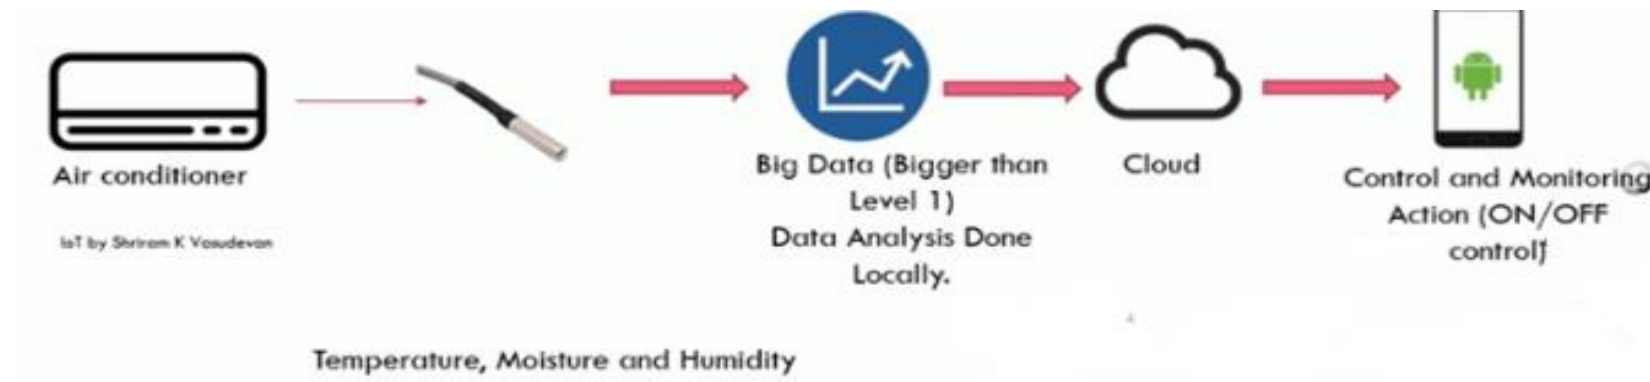 Air conditioner
IoT by Shriram K Vasudevan
Big Data (Bigger than
Level 1)
Data Analysis Done
Locally.
Cloud
Control and Monitoring
Action (ON/OFF
control)
Temperature, Moisture and Humidity